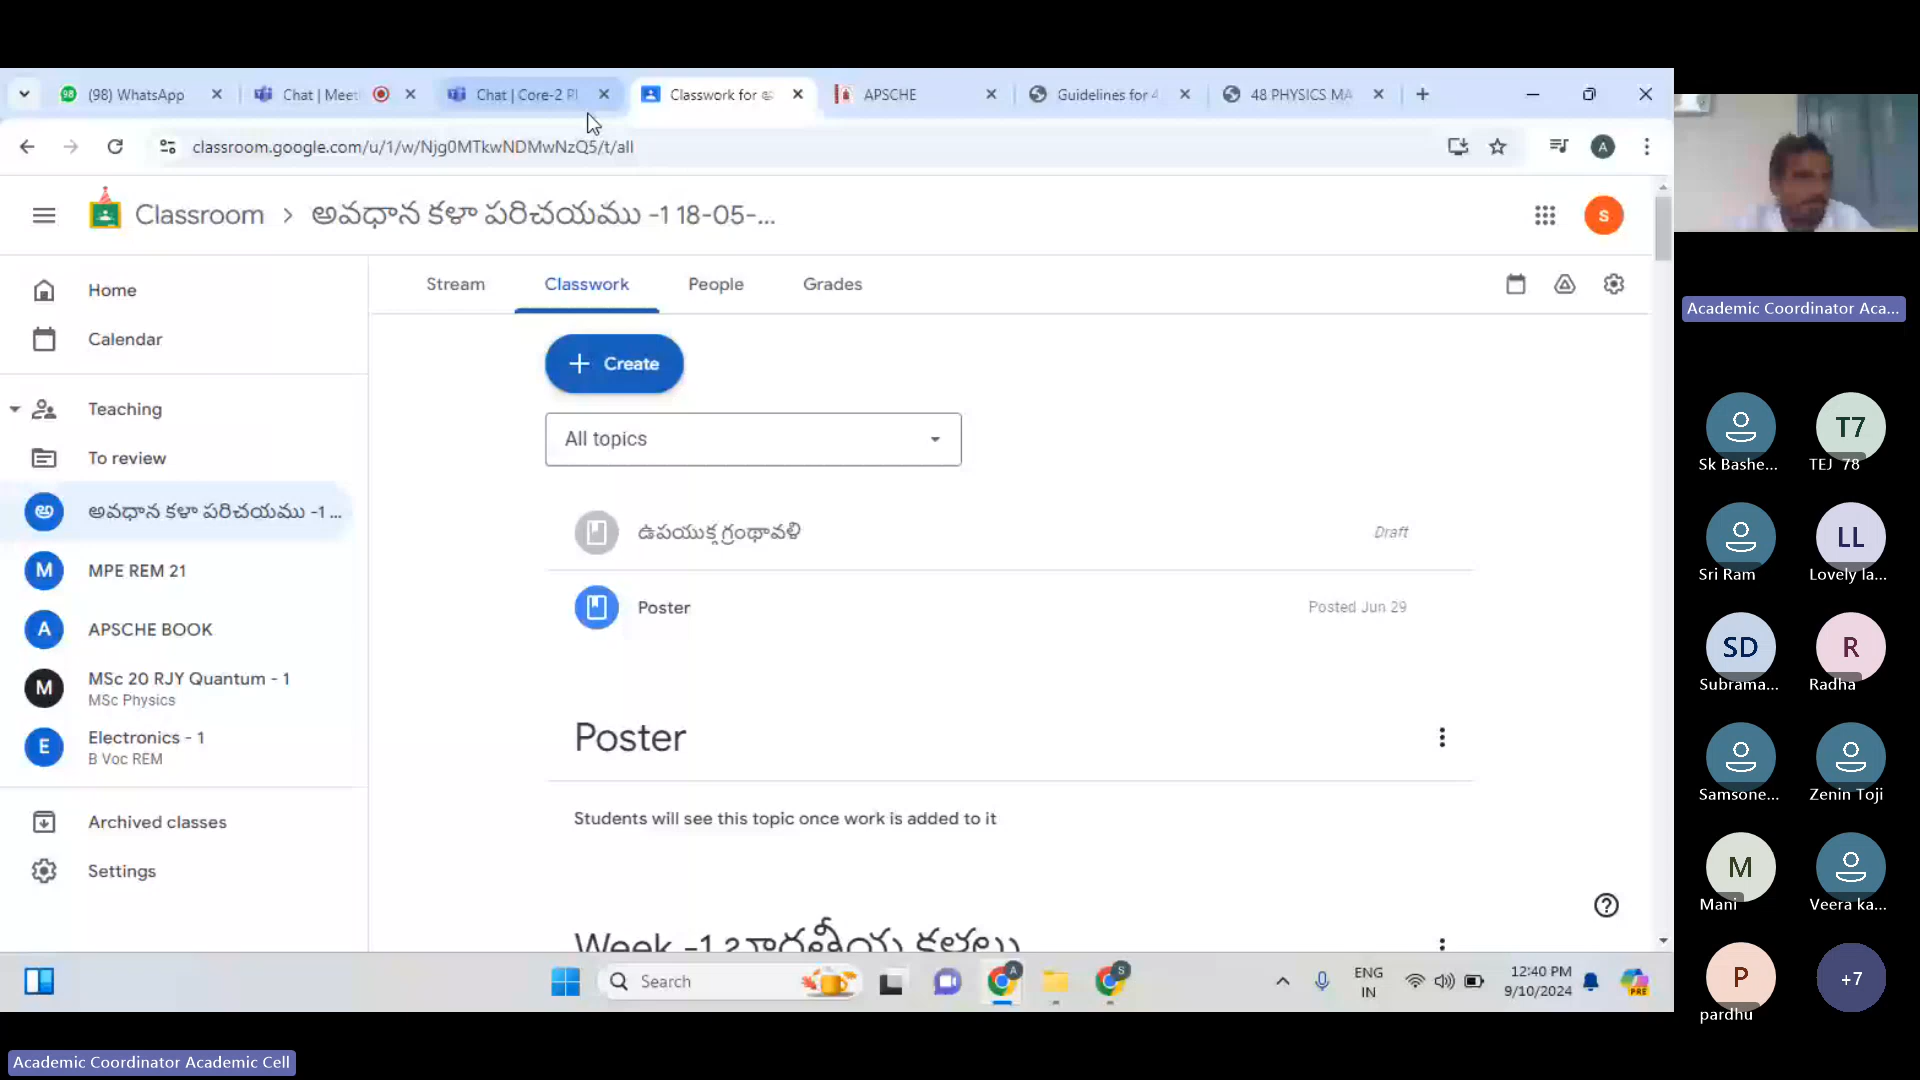 (98) WhatsApp
Chat | Meet
Chat | Core-2 Pl
Classwork for అ
APSCHE
Guidelines for 4
48 PHYSICS MA
classroom.google.com/u/1/w/Njg0MTkwNDMwNzQ5/t/all
Classroom > అవధాన కళా పరిచయము -1 18-05-...
S
Home
Calendar
Teaching
To review
అ అవధాన కళా పరిచయము -1 ...
M MPE REM 21
A APSCHE BOOK
M MSc 20 RJY Quantum - 1
MSc Physics
E Electronics - 1
B Voc REM
Archived classes
Settings
Stream Classwork People Grades
Create
All topics
ఉపయుక్త గ్రంథావళి Draft
Poster Posted Jun 29
Poster
Students will see this topic once work is added to it
Week -1 భారతీయ కళలు
Search
ENG
IN
12:40 PM
9/10/2024
Academic Coordinator Aca...
Sk Bashe...
T7
TEJ 78
Sri Ram
LL
Lovely la...
SD
Subrama...
R
Radha
Samsone...
Zenin Toji
M
Mani
Veera ka...
P
pardhu
+7
Academic Coordinator Academic Cell